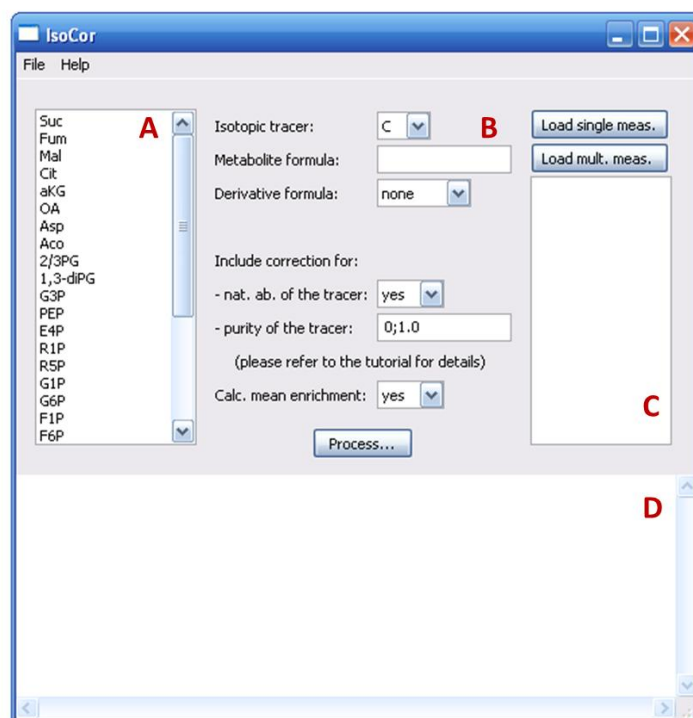 IsoCor
File Help
Suc
Fum
Mal
Cit
aKG
OA
Asp
Aco
2/3PG
1,3-diPG
G3P
PEP
E4P
R1P
R5P
G1P
G6P
F1P
F6P
A
Isotopic tracer: C
B
Metabolite formula:
Derivative formula: none
Include correction for:
- nat. ab. of the tracer: yes
- purity of the tracer: 0;1.0
(please refer to the tutorial for details)
Calc. mean enrichment: yes
Process...
Load single meas.
Load mult. meas.
C
D